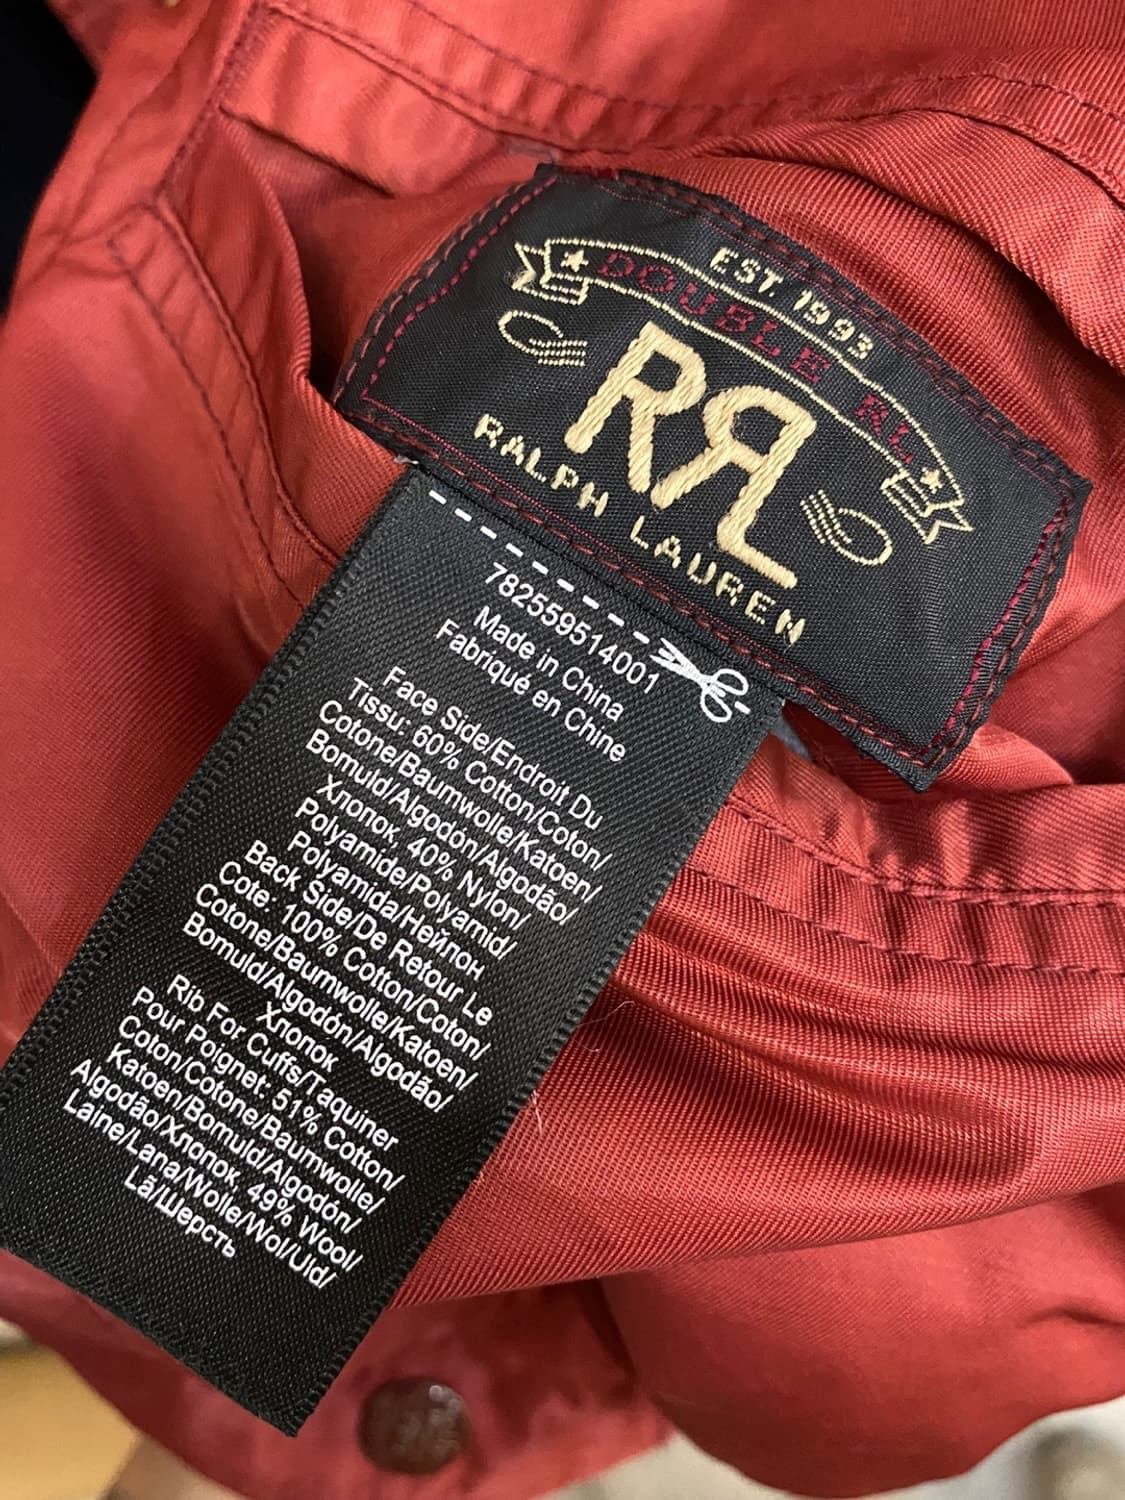 EST. 1993
DOUBLE RL
RRL
RALPH LAUREN
782559514001
Made in China
Fabriqué en Chine
Face Side/Endroit Du
Tissu: 60% Cotton/Coton/
Cotone/Baumwolle/Katoen/
Bomuld/Algodón/Algodão/
Хлопок, 40% Nylon/
Polyamide/Polyamid/
Polyamida/Нейлон
Back Side/De Retour Le
Cote: 100% Cotton/Coton/
Cotone/Baumwolle/Katoen/
Bomuld/Algodón/Algodão/
Хлопок
Rib For Cuffs/Taquiner
Pour Poignet: 51% Cotton/
Coton/Cotone/Baumwolle/
Katoen/Bomuld/Algodón/
Algodão/Хлопок, 49% Wool/
Laine/Lana/Wolle/Wol/Uld/
Lã/Шерсть